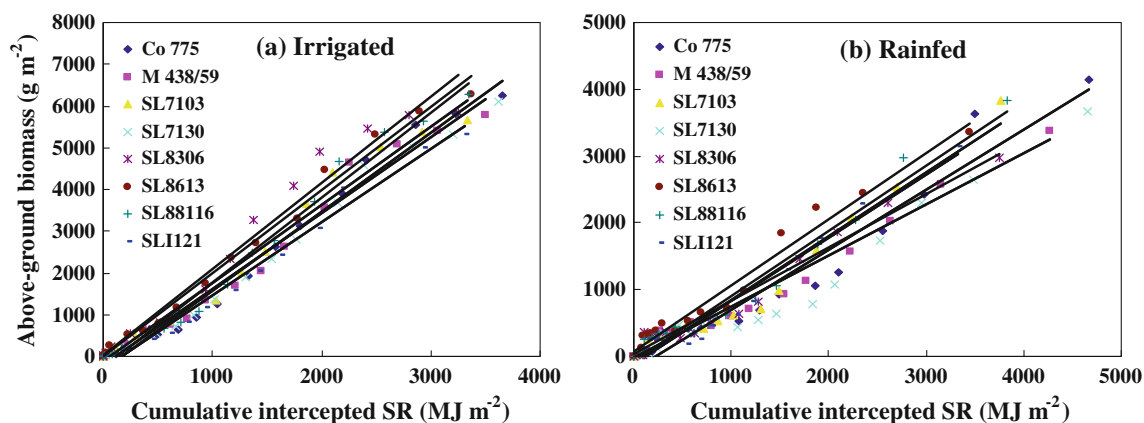 (a) Irrigated
Above-ground biomass (g m⁻²)
8000
7000
6000
5000
4000
3000
2000
1000
0
Co 775
M 438/59
SL7103
SL7130
SL8306
SL8613
SL88116
SLI121
0 1000 2000 3000 4000
Cumulative intercepted SR (MJ m⁻²)
(b) Rainfed
5000
4000
3000
2000
1000
0
Co 775
M 438/59
SL7103
SL7130
SL8306
SL8613
SL88116
SLI121
0 1000 2000 3000 4000 5000
Cumulative intercepted SR (MJ m⁻²)